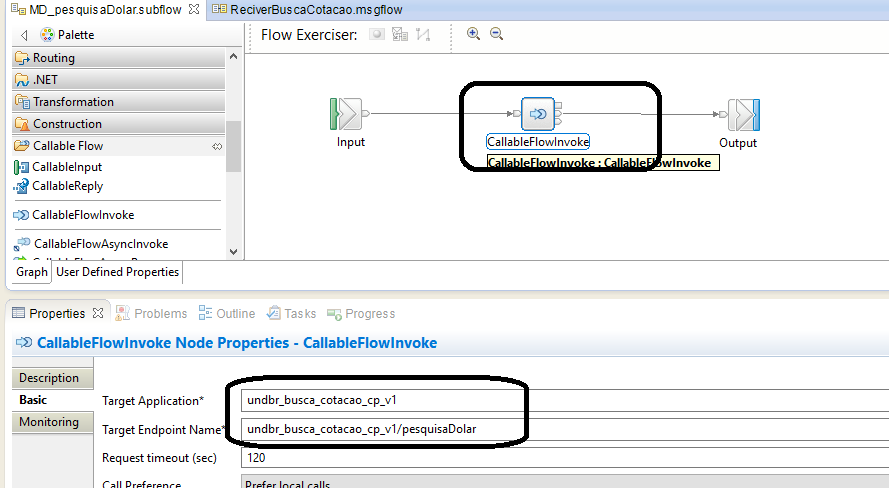 MD_pesquisaDolar.subflow ReciverBuscaCotacao.msgflow
Palette
Flow Exerciser:
Routing
.NET
Transformation
Construction
Callable Flow
CallableInput
CallableReply
CallableFlowInvoke
CallableFlowAsyncInvoke
Input
CallableFlowInvoke
Output
CallableFlowInvoke : CallableFlowInvoke
Graph User Defined Properties
Properties Problems Outline Tasks Progress
CallableFlowInvoke Node Properties - CallableFlowInvoke
Description
Basic
Monitoring
Target Application* undbr_busca_cotacao_cp_v1
Target Endpoint Name* undbr_busca_cotacao_cp_v1/pesquisaDolar
Request timeout (sec) 120
Call Preference Prefer local calls